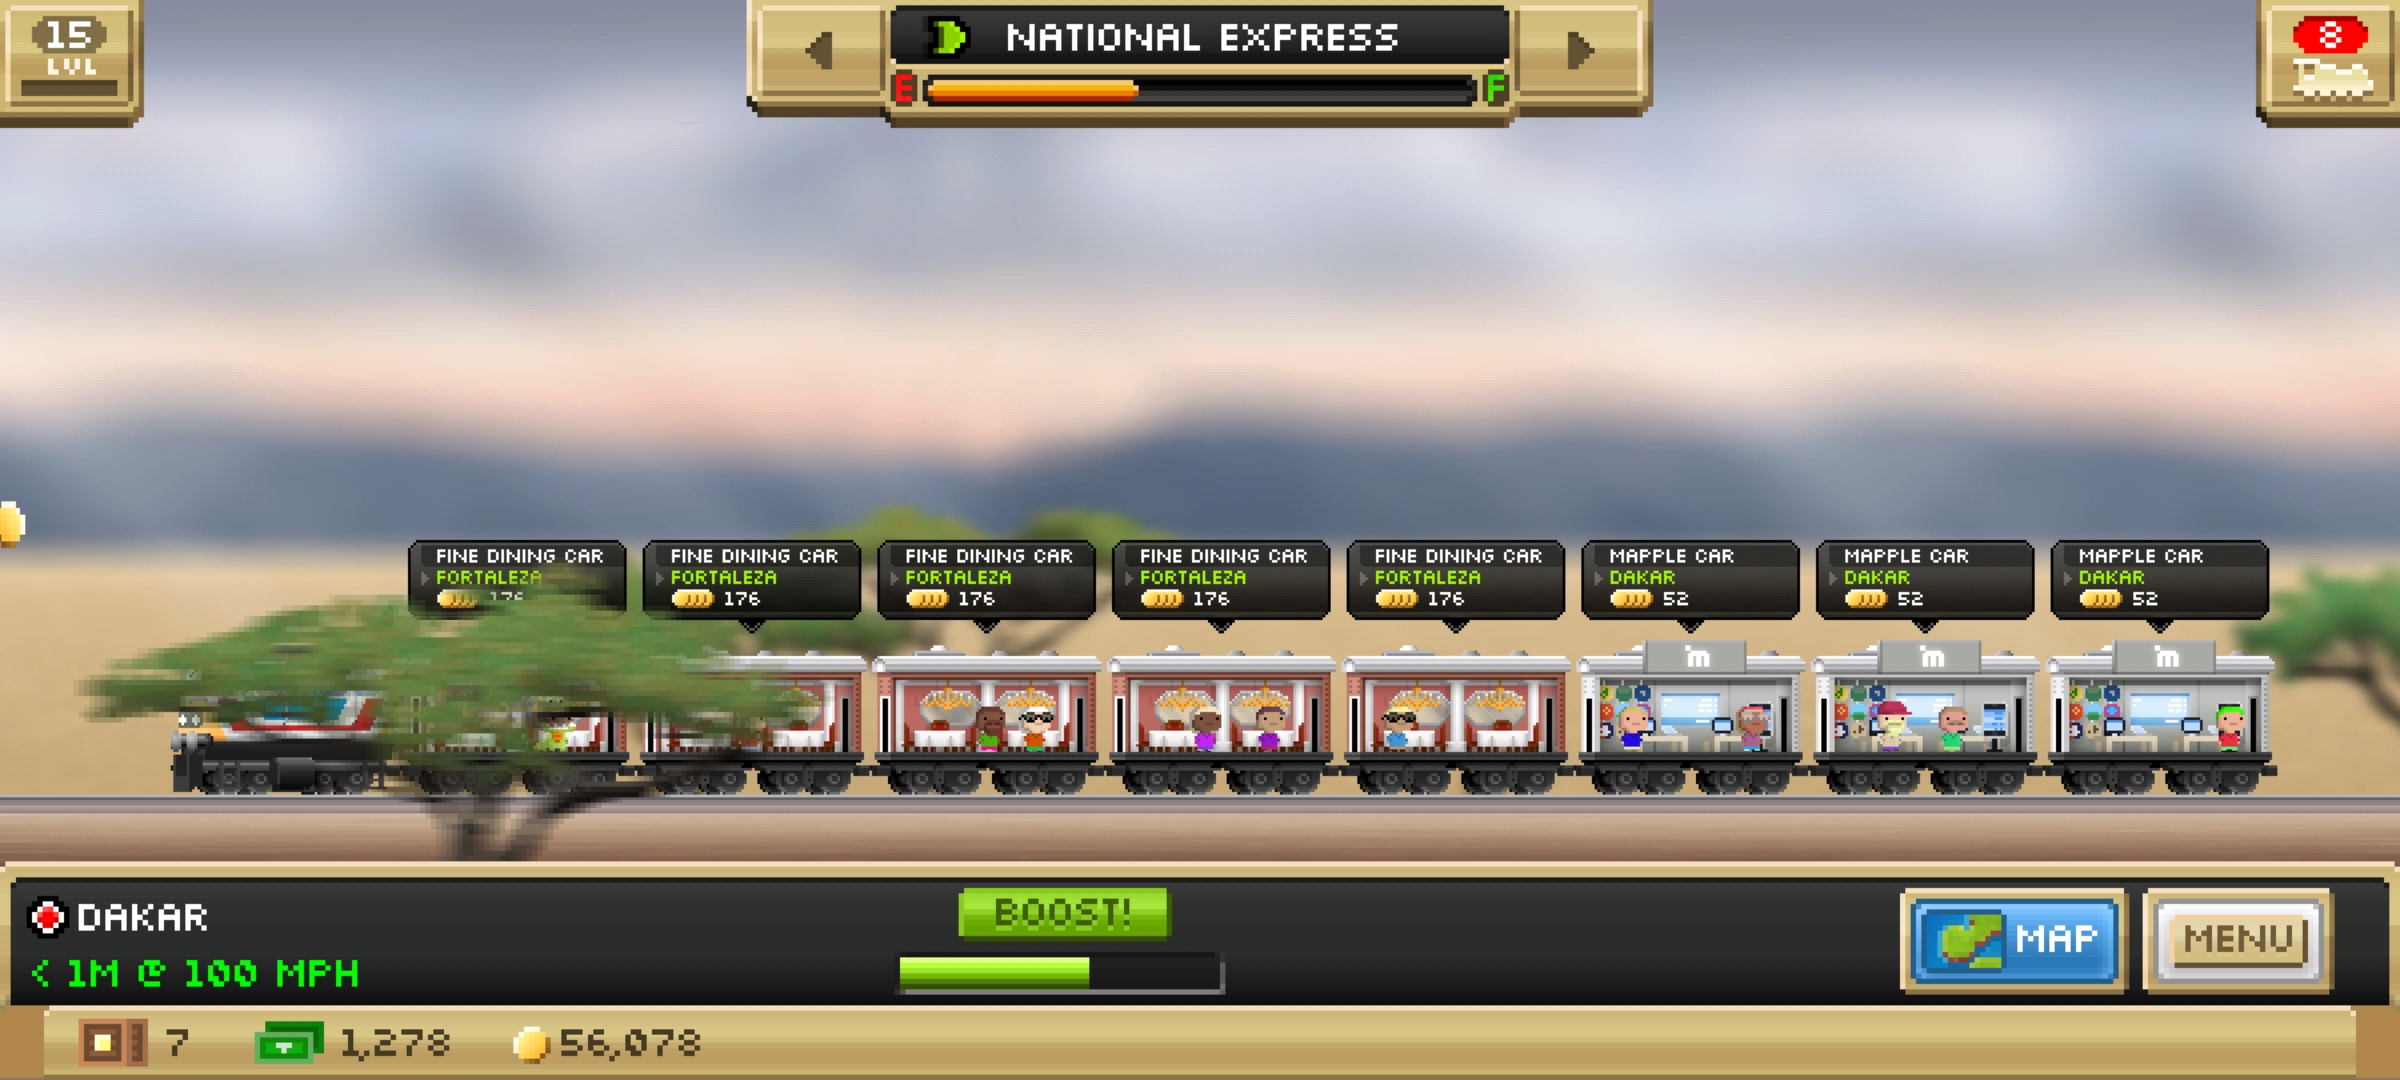 15
LVL
NATIONAL EXPRESS
E
F
8
FINE DINING CAR
FORTALEZA
176
FINE DINING CAR
FORTALEZA
176
FINE DINING CAR
FORTALEZA
176
FINE DINING CAR
FORTALEZA
176
FINE DINING CAR
FORTALEZA
176
MAPPLE CAR
DAKAR
52
MAPPLE CAR
DAKAR
52
MAPPLE CAR
DAKAR
52
m
m
m
DAKAR
< 1M @ 100 MPH
BOOST!
MAP
MENU
7
1,278
56,078